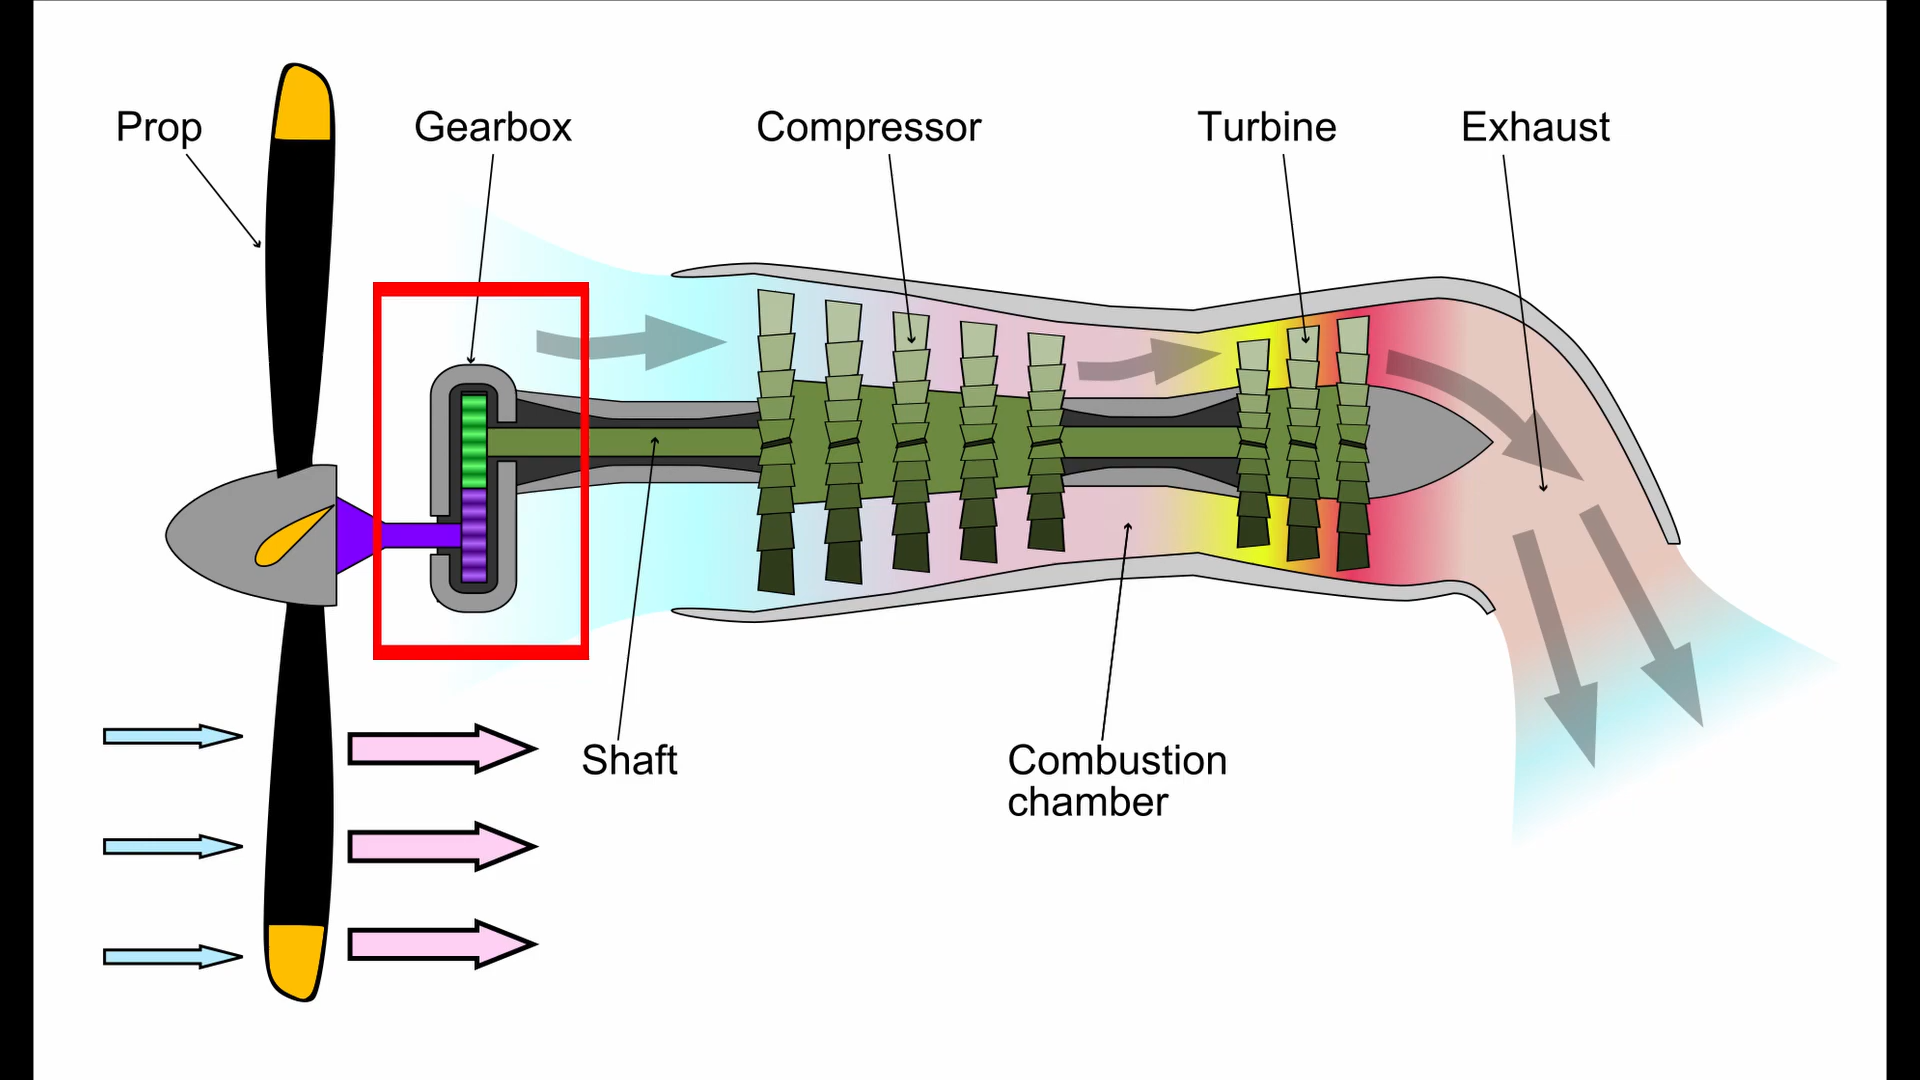 Prop
Gearbox
Compressor
Turbine
Exhaust
Shaft
Combustion
chamber